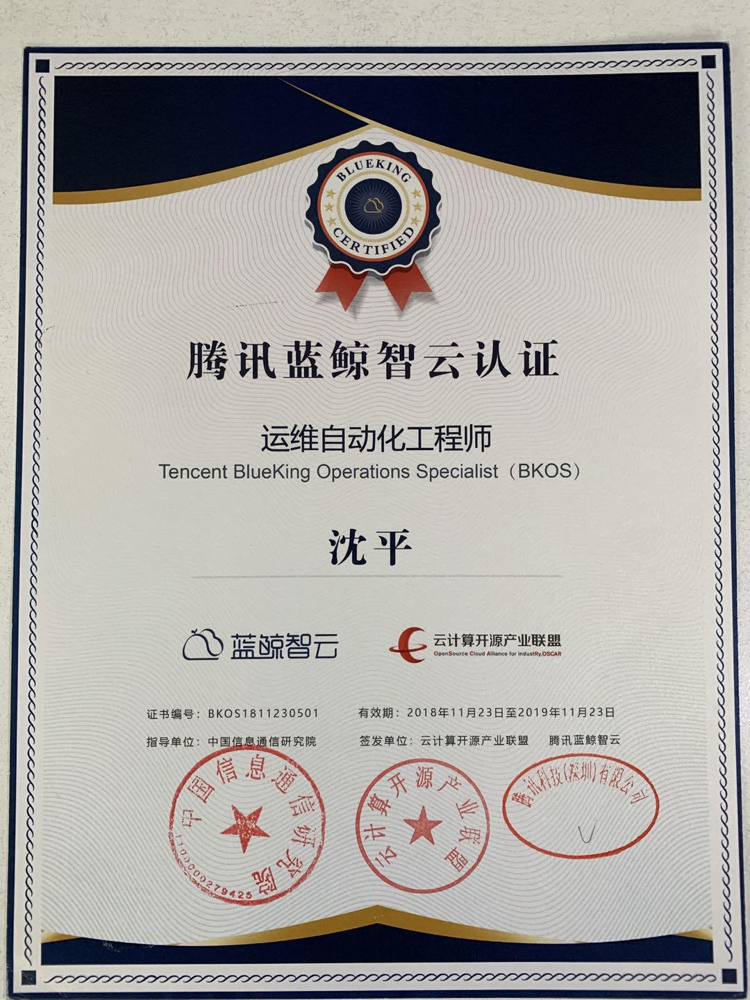 BLUEKING
CERTIFIED
腾讯蓝鲸智云认证
运维自动化工程师
Tencent BlueKing Operations Specialist（BKOS）
沈平
蓝鲸智云
云计算开源产业联盟
OpenSource Cloud Alliance for industRy,OSCAR
证书编号：BKOS1811230501
有效期：2018年11月23日至2019年11月23日
指导单位：中国信息通信研究院
签发单位：云计算开源产业联盟 腾讯蓝鲸智云
中国信息通信研究院
1100000279425
云计算开源产业联盟
腾讯科技(深圳)有限公司